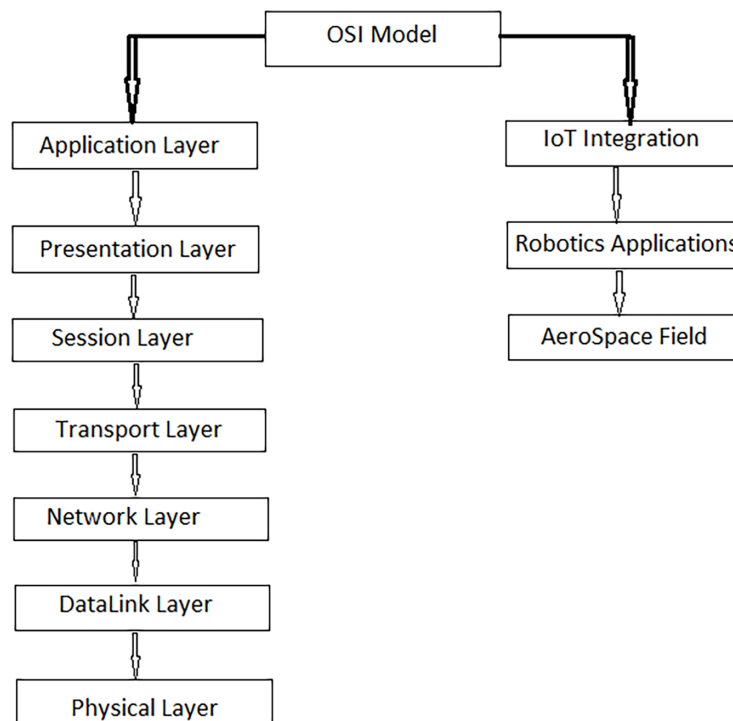 OSI Model
Application Layer
Presentation Layer
Session Layer
Transport Layer
Network Layer
DataLink Layer
Physical Layer
IoT Integration
Robotics Applications
AeroSpace Field